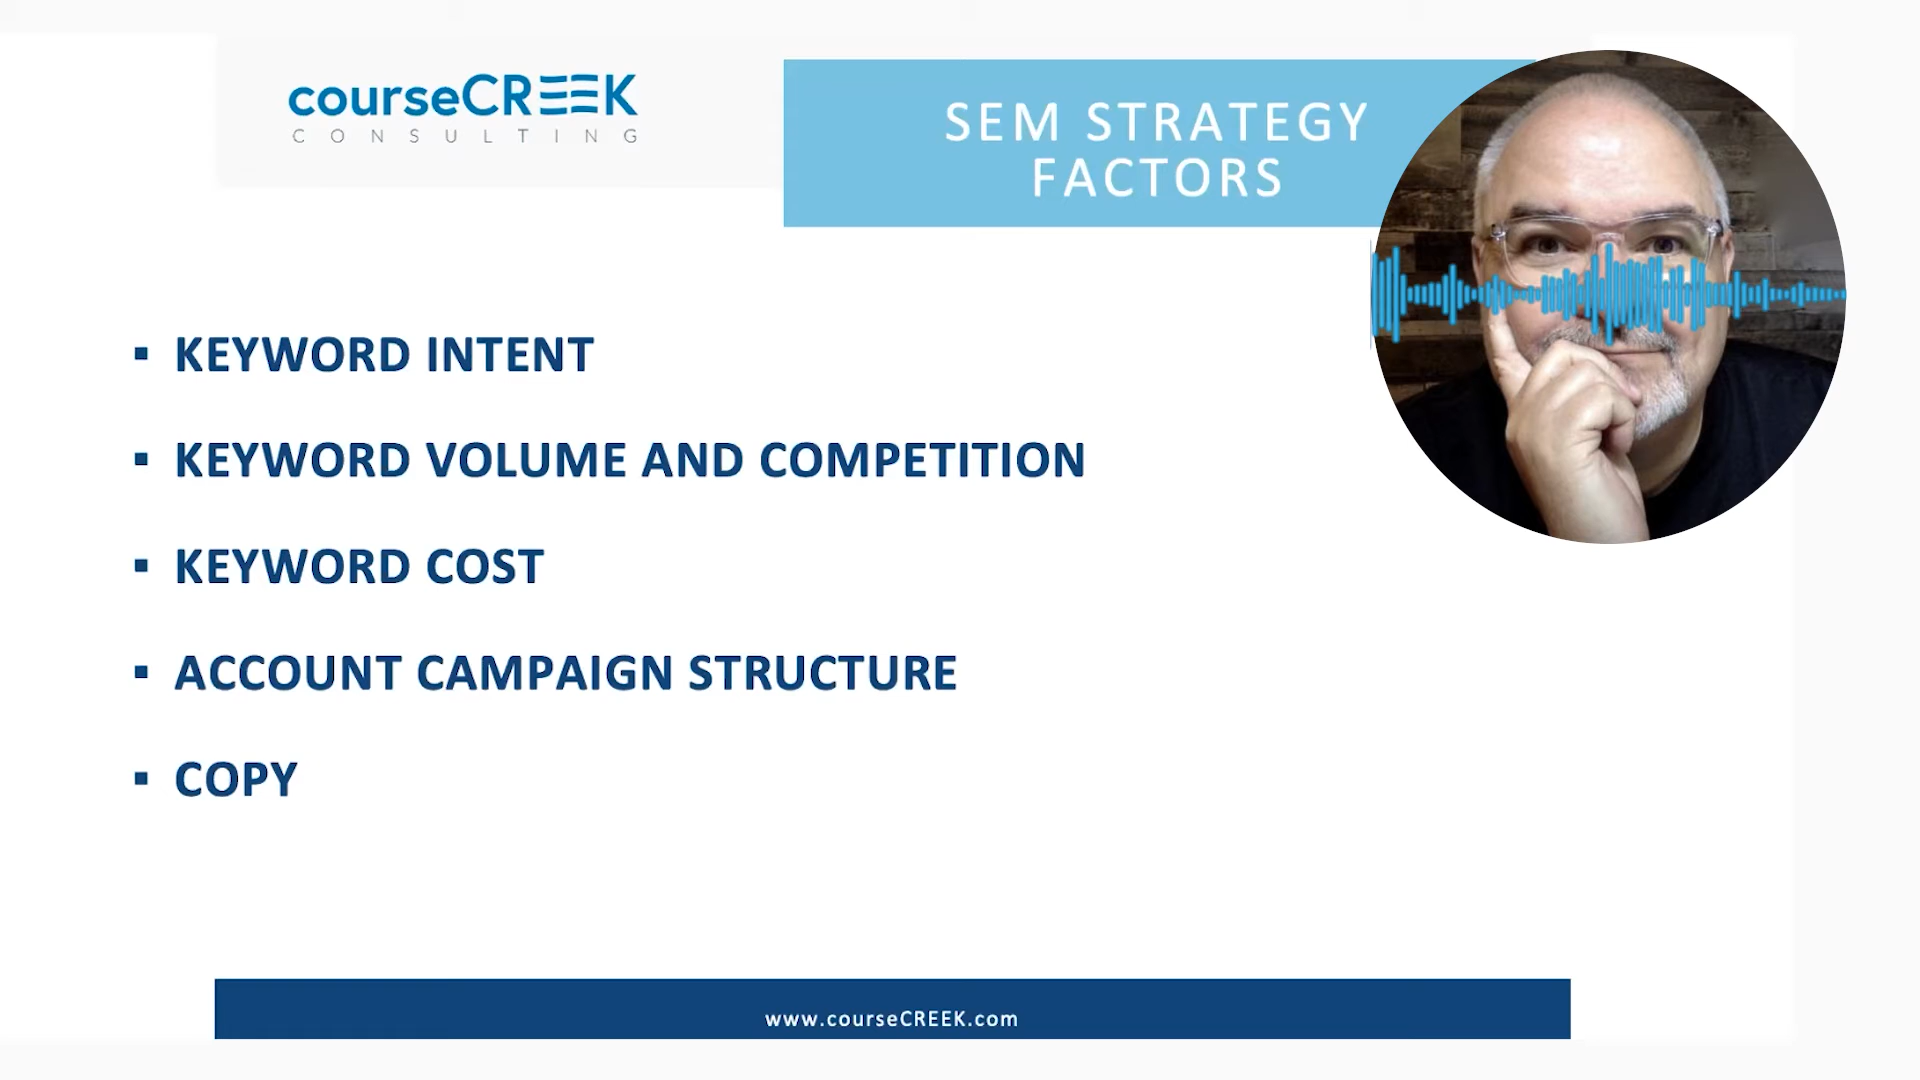 courseCREEK
CONSULTING
SEM STRATEGY
FACTORS
▪ KEYWORD INTENT
▪ KEYWORD VOLUME AND COMPETITION
▪ KEYWORD COST
▪ ACCOUNT CAMPAIGN STRUCTURE
▪ COPY
www.courseCREEK.com